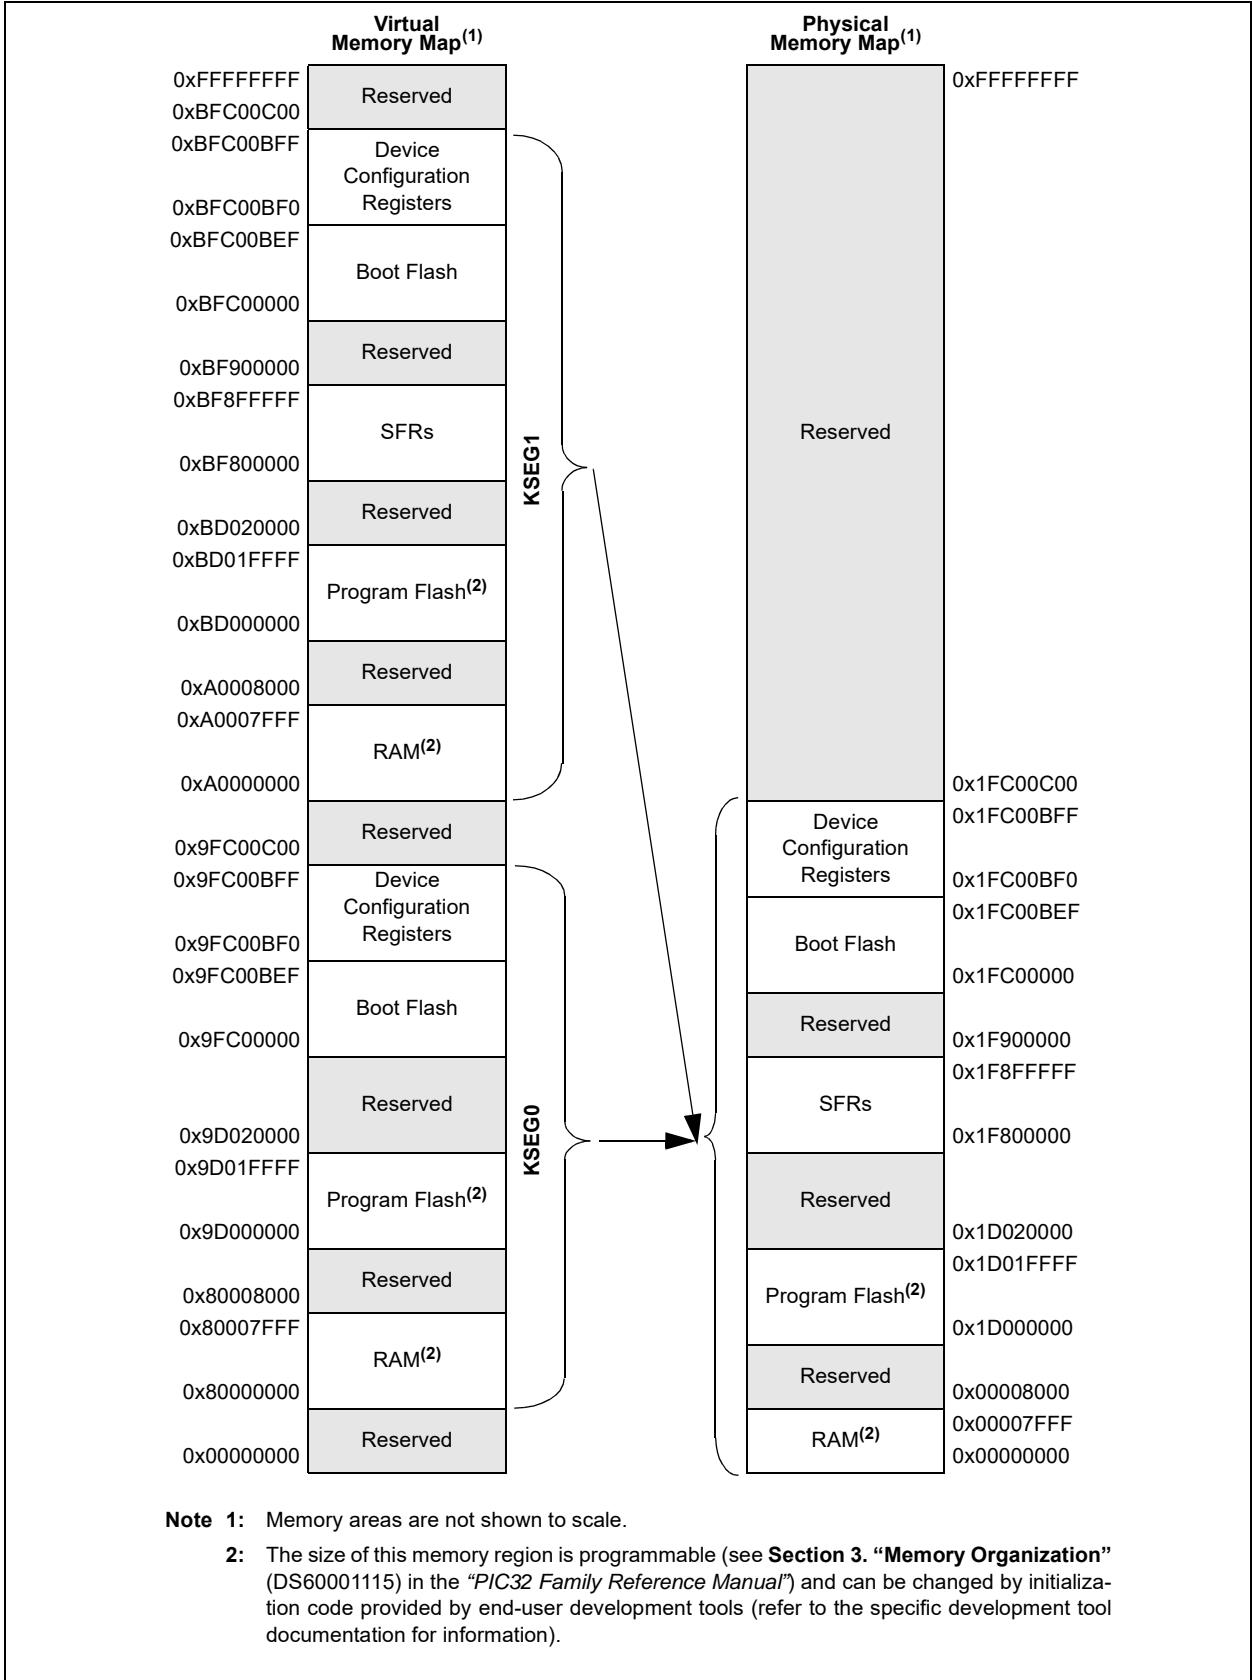 Virtual
Memory Map(1)
Physical
Memory Map(1)
0xFFFFFFFF
Reserved
0xBFC00C00
0xBFC00BFF
Device
Configuration
Registers
0xBFC00BF0
0xBFC00BEF
Boot Flash
0xBFC00000
Reserved
0xBF900000
0xBF8FFFFF
SFRs
0xBF800000
Reserved
0xBD020000
0xBD01FFFF
Program Flash(2)
0xBD000000
Reserved
0xA0008000
0xA0007FFF
RAM(2)
0xA0000000
KSEG1
Reserved
0x9FC00C00
0x9FC00BFF
Device
Configuration
Registers
0x9FC00BF0
0x9FC00BEF
Boot Flash
0x9FC00000
Reserved
0x9D020000
0x9D01FFFF
Program Flash(2)
0x9D000000
Reserved
0x80008000
0x80007FFF
RAM(2)
0x80000000
KSEG0
Reserved
0x00000000
0xFFFFFFFF
Reserved
0x1FC00C00
0x1FC00BFF
Device
Configuration
Registers
0x1FC00BF0
0x1FC00BEF
Boot Flash
0x1FC00000
Reserved
0x1F900000
0x1F8FFFFF
SFRs
0x1F800000
Reserved
0x1D020000
0x1D01FFFF
Program Flash(2)
0x1D000000
Reserved
0x00008000
0x00007FFF
RAM(2)
0x00000000
Note 1: Memory areas are not shown to scale.
2: The size of this memory region is programmable (see Section 3. “Memory Organization”
(DS60001115) in the “PIC32 Family Reference Manual”) and can be changed by initializa-
tion code provided by end-user development tools (refer to the specific development tool
documentation for information).